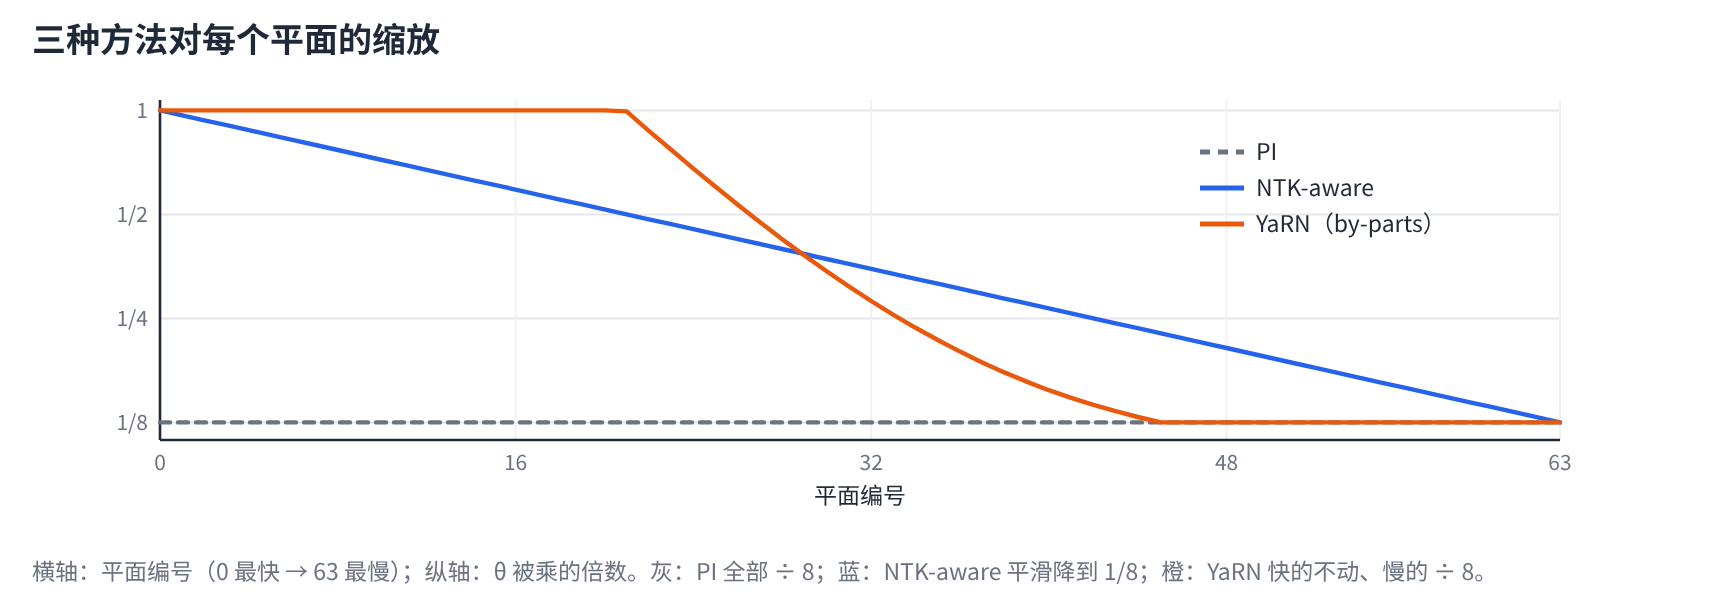 三种方法对每个平面的缩放
1
1/2
1/4
1/8
PI
NTK-aware
YaRN（by-parts）
0 16 32 48 63
平面编号
横轴：平面编号（0 最快 → 63 最慢）；纵轴：θ 被乘的倍数。灰：PI 全部 ÷ 8；蓝：NTK-aware 平滑降到 1/8；橙：YaRN 快的不动、慢的 ÷ 8。